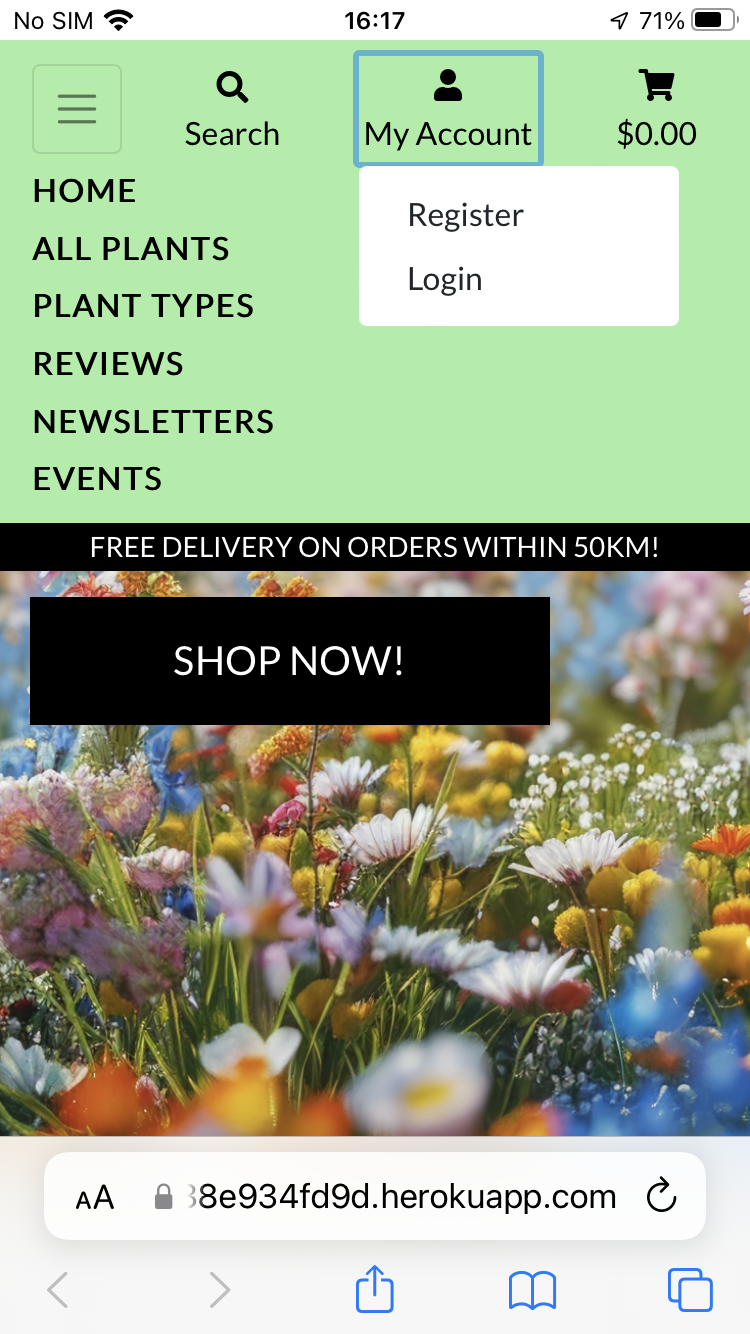 No SIM 16:17 71%
Search My Account $0.00
HOME
Register
ALL PLANTS
Login
PLANT TYPES
REVIEWS
NEWSLETTERS
EVENTS
FREE DELIVERY ON ORDERS WITHIN 50KM!
SHOP NOW!
AA 8e934fd9d.herokuapp.com